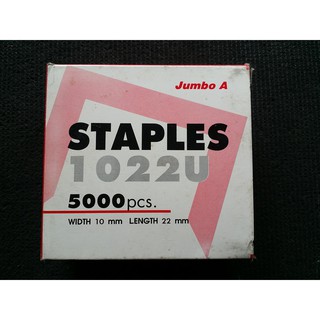 Jumbo A
STAPLES
1022U
5000pcs.
WIDTH 10 mm LENGTH 22 mm